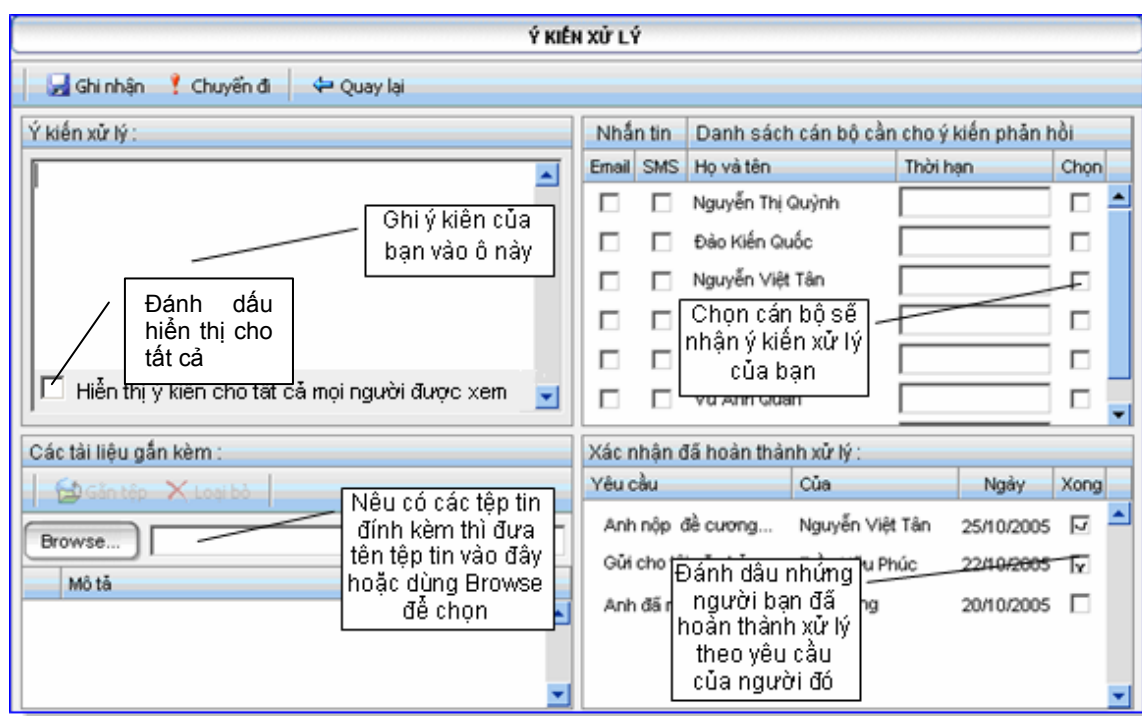 Ý KIẾN XỬ LÝ
Ghi nhận Chuyển đi Quay lại
Ý kiến xử lý :
Ghi ý kiên của
bạn vào ô này
Đánh dấu
hiển thị cho
tất cả
Hiển thị ý kiến cho tất cả mọi người được xem
Nhắn tin Danh sách cán bộ cần cho ý kiến phản hồi
Email SMS Họ và tên Thời hạn Chọn
Nguyễn Thị Quỳnh
Đào Kiến Quốc
Nguyễn Việt Tân
Chọn cán bộ sẽ
nhận ý kiến xử lý
của bạn
Các tài liệu gắn kèm :
Gắn tệp Loại bỏ
Browse...
Mô tả
Nêu có các tệp tin
đính kèm thì đưa
tên tệp tin vào đây
hoặc dùng Browse
để chọn
Xác nhận đã hoàn thành xử lý :
Yêu cầu Của Ngày Xong
Anh nộp đề cương... Nguyễn Việt Tân 25/10/2005
Gửi cho Phúc 22/10/2005
Anh đã 20/10/2005
Đánh dâu nhứng
người bạn đã
hoàn thành xử lý
theo yêu cầu
của người đó